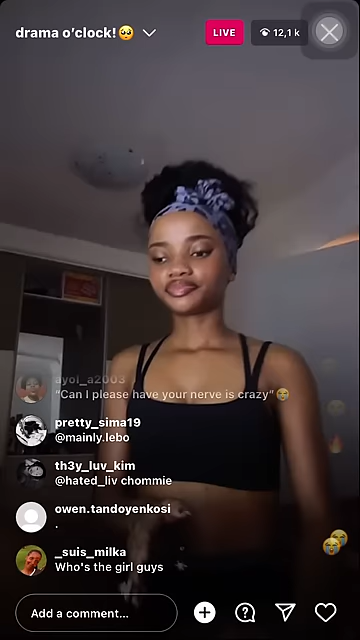 drama o'clock!🥺
LIVE
12,1 k
ayoi_a2003
"Can I please have your nerve is crazy"😭
pretty_sima19
@mainly.lebo
th3y_luv_kim
@hated_liv chommie
owen.tandoyenkosi
.
_suis_milka
Who's the girl guys
Add a comment...